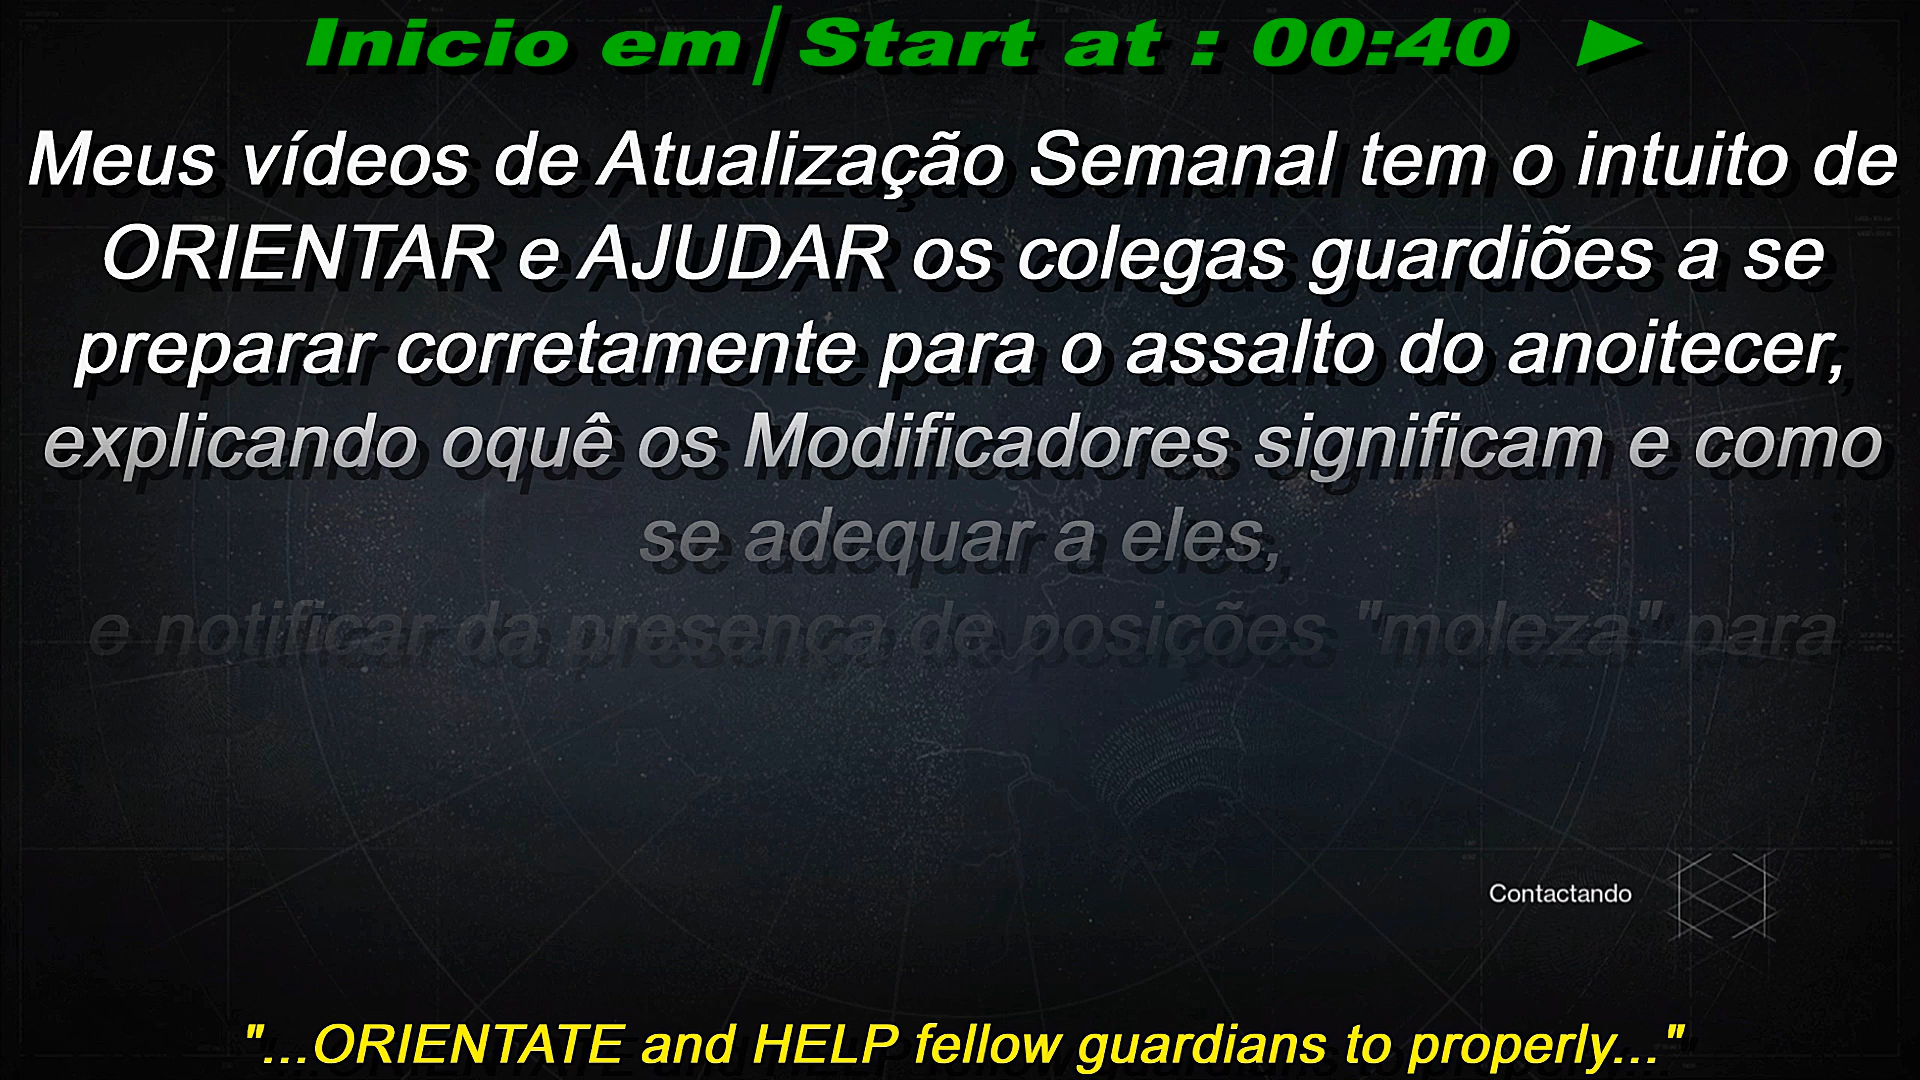 Inicio em|Start at : 00:40 ►
Meus vídeos de Atualização Semanal tem o intuito de
ORIENTAR e AJUDAR os colegas guardiões a se
preparar corretamente para o assalto do anoitecer,
explicando oquê os Modificadores significam e como
se adequar a eles,
e notificar da presença de posições "moleza" para
Contactando
"...ORIENTATE and HELP fellow guardians to properly..."